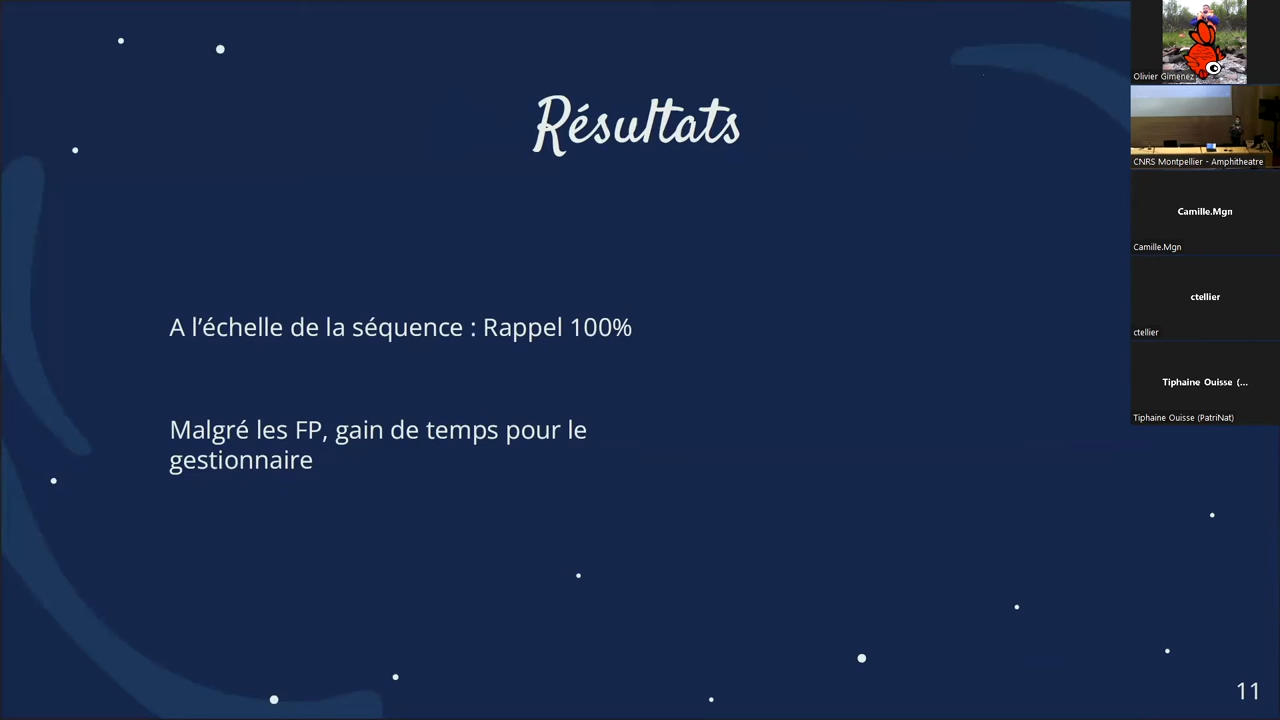 Résultats
A l’échelle de la séquence : Rappel 100%
Malgré les FP, gain de temps pour le
gestionnaire
11
Olivier Gimenez
CNRS Montpellier - Amphitheatre
Camille.Mgn
Camille.Mgn
ctellier
ctellier
Tiphaine Ouisse (...
Tiphaine Ouisse (PatriNat)